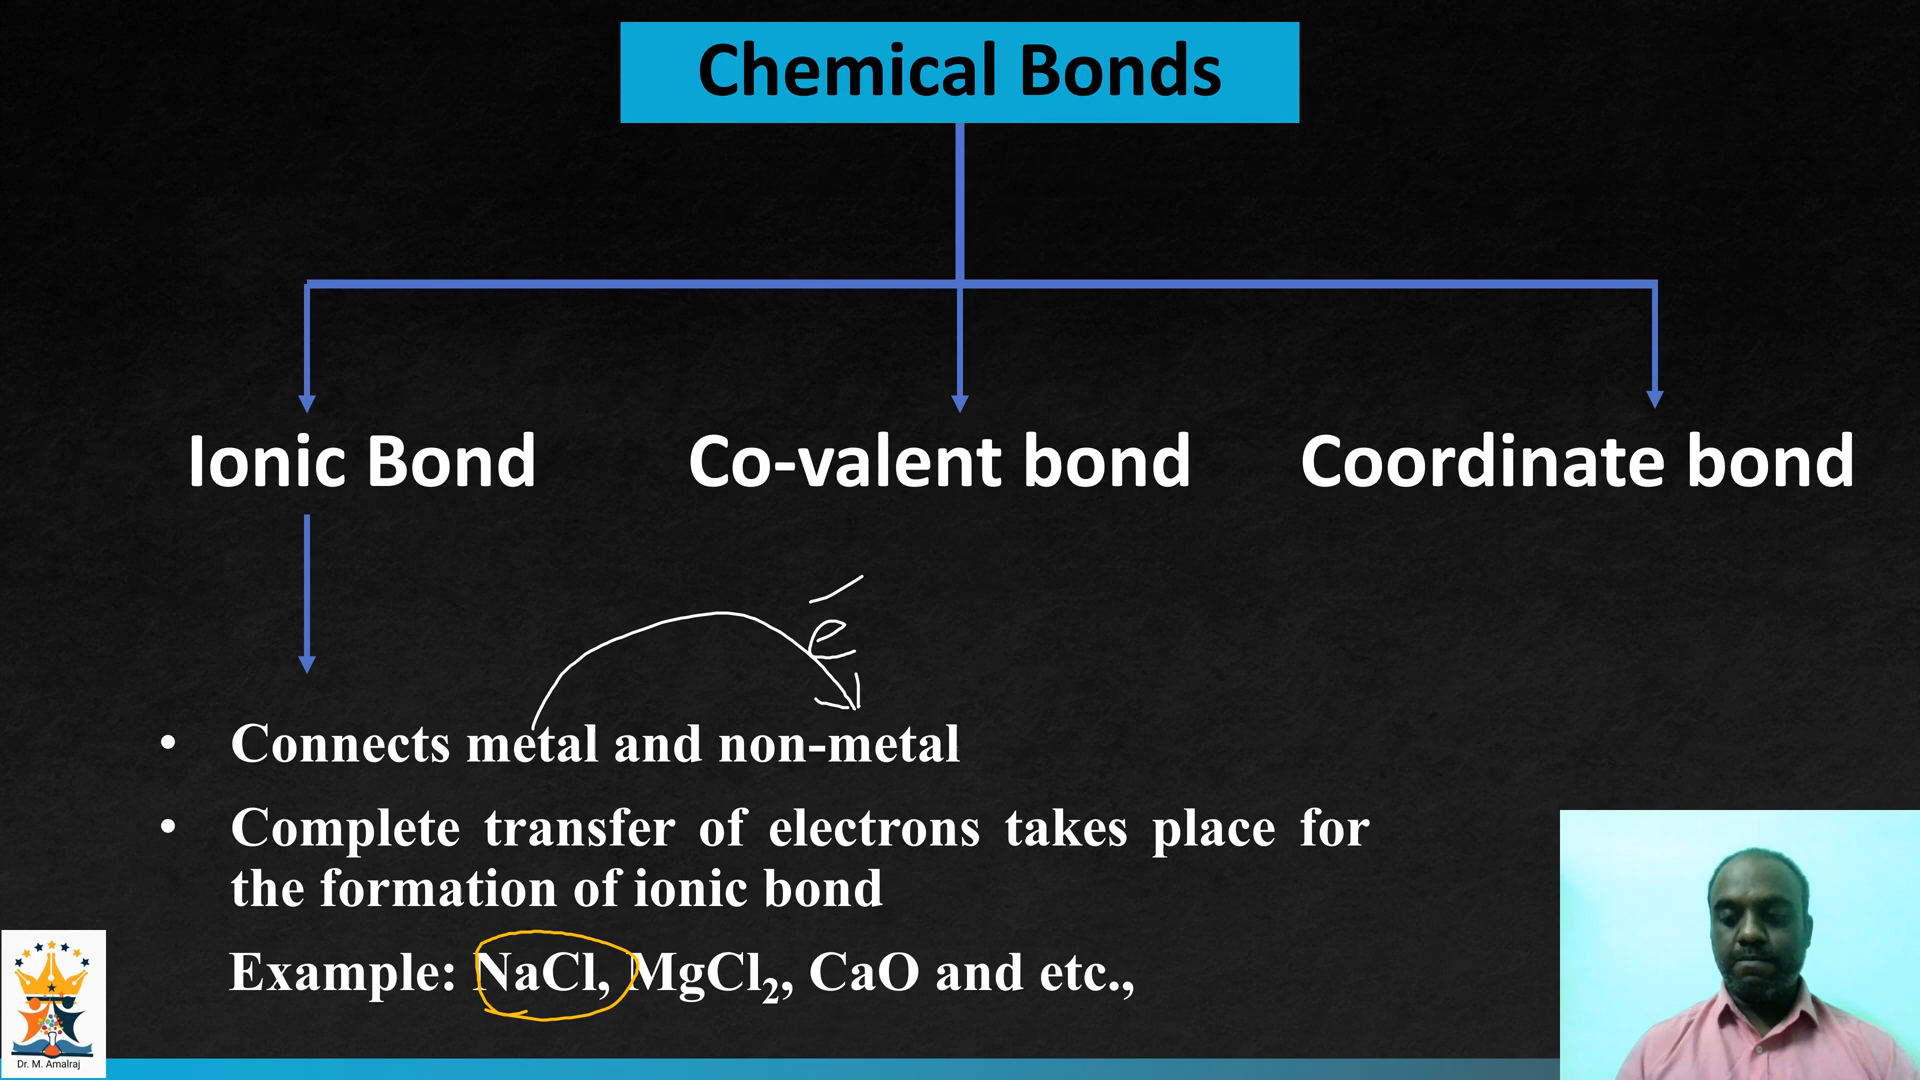 Chemical Bonds
Ionic Bond
Co-valent bond
Coordinate bond
e
• Connects metal and non-metal
• Complete transfer of electrons takes place for
the formation of ionic bond
Example: NaCl, MgCl₂, CaO and etc.,
Dr. M. Amalraj